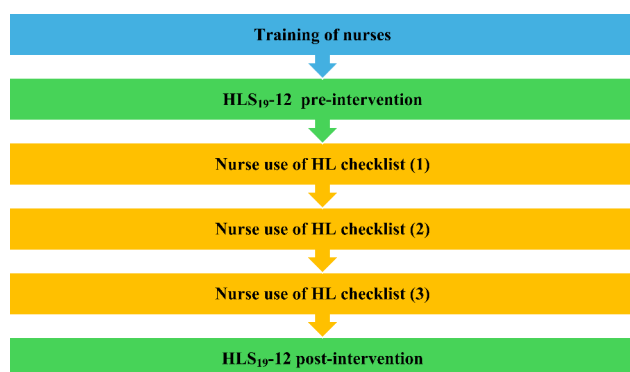 Training of nurses
HLS₁₉-12 pre-intervention
Nurse use of HL checklist (1)
Nurse use of HL checklist (2)
Nurse use of HL checklist (3)
HLS₁₉-12 post-intervention